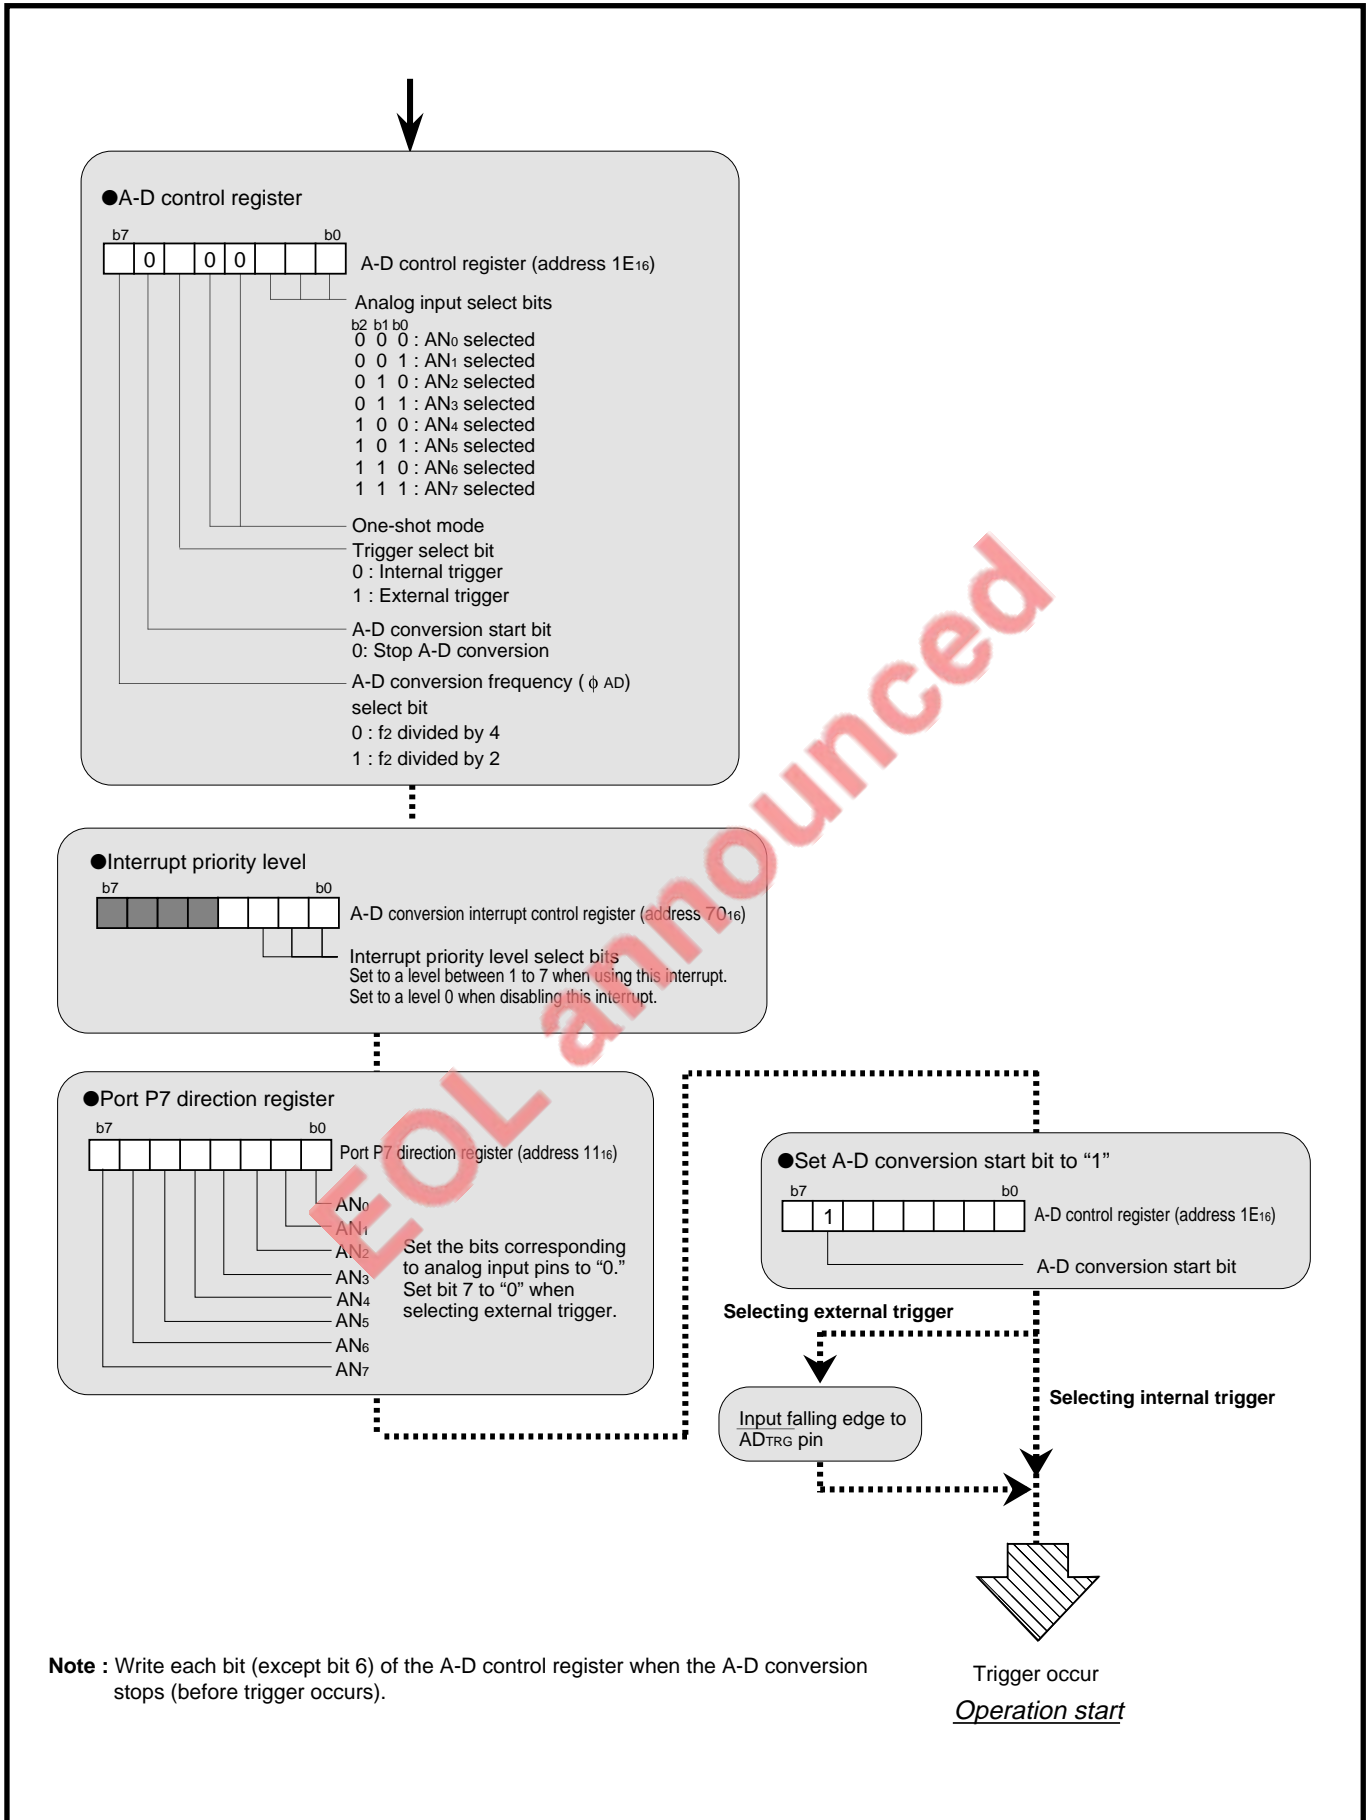 ●A-D control register
b7 b0
0 0 0
A-D control register (address 1E16)
Analog input select bits
b2 b1 b0
0 0 0 : AN0 selected
0 0 1 : AN1 selected
0 1 0 : AN2 selected
0 1 1 : AN3 selected
1 0 0 : AN4 selected
1 0 1 : AN5 selected
1 1 0 : AN6 selected
1 1 1 : AN7 selected
One-shot mode
Trigger select bit
0 : Internal trigger
1 : External trigger
A-D conversion start bit
0: Stop A-D conversion
A-D conversion frequency ( ϕ AD)
select bit
0 : f2 divided by 4
1 : f2 divided by 2
●Interrupt priority level
b7 b0
A-D conversion interrupt control register (address 7016)
Interrupt priority level select bits
Set to a level between 1 to 7 when using this interrupt.
Set to a level 0 when disabling this interrupt.
●Port P7 direction register
b7 b0
Port P7 direction register (address 1116)
AN0
AN1
AN2
AN3
AN4
AN5
AN6
AN7
Set the bits corresponding
to analog input pins to “0.”
Set bit 7 to “0” when
selecting external trigger.
●Set A-D conversion start bit to “1”
b7 b0
1
A-D control register (address 1E16)
A-D conversion start bit
Selecting external trigger
Selecting internal trigger
Input falling edge to
ADTRG pin
Trigger occur
Operation start
Note : Write each bit (except bit 6) of the A-D control register when the A-D conversion
stops (before trigger occurs).
EOL announced